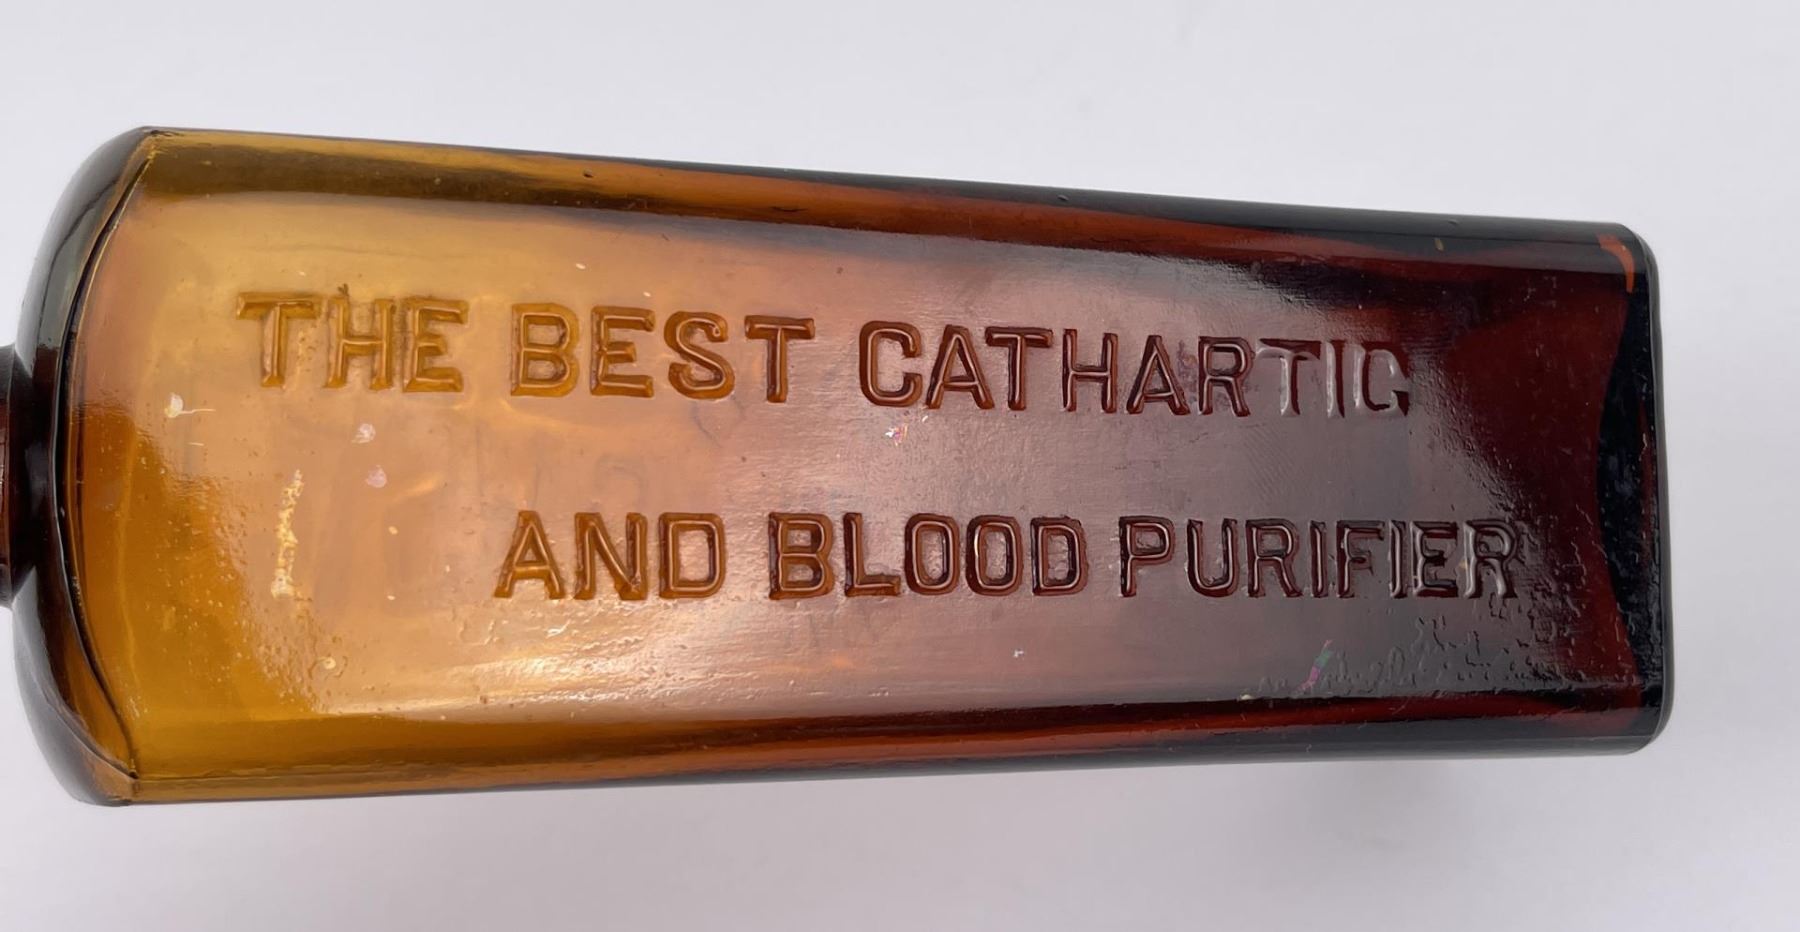 THE BEST CATHARTIC
AND BLOOD PURIFIER